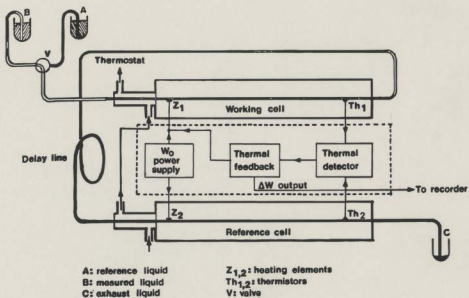 B
A
V
Thermostat
Z1
Th1
Working cell
Delay line
W0
power
supply
Thermal
feedback
Thermal
detector
ΔW output
To recorder
Z2
Th2
Reference cell
C
A: reference liquid
B: mesured liquid
C: exhaust liquid
Z1,2: heating elements
Th1,2: thermistors
V: valve